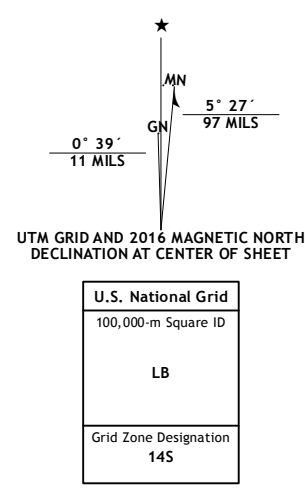 MN
GN
5° 27´
97 MILS
0° 39´
11 MILS
UTM GRID AND 2016 MAGNETIC NORTH
DECLINATION AT CENTER OF SHEET
U.S. National Grid
100,000-m Square ID
LB
Grid Zone Designation
14S